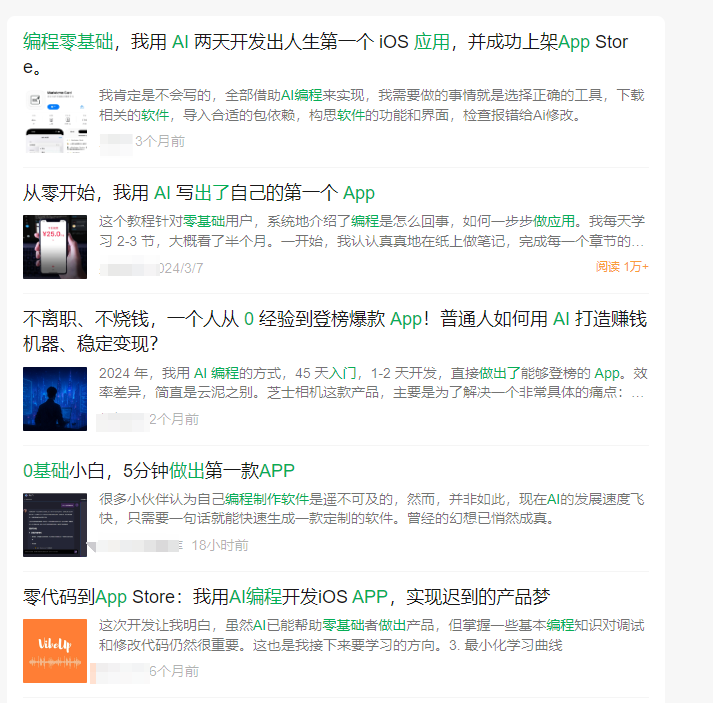 编程零基础，我用 AI 两天开发出人生第一个 iOS 应用，并成功上架App Stor
e。
我肯定是不会写的，全部借助AI编程来实现，我需要做的事情就是选择正确的工具，下载
相关的软件，导入合适的包依赖，构思软件的功能和界面，检查报错给Ai修改。
3个月前
从零开始，我用 AI 写出了自己的第一个 App
这个教程针对零基础用户，系统地介绍了编程是怎么回事，如何一步步做应用。我每天学
习 2-3 节，大概看了半个月。一开始，我认认真真地在纸上做笔记，完成每一个章节的...
¥25.0
024/3/7
阅读 1万+
不离职、不烧钱，一个人从 0 经验到登榜爆款 App！普通人如何用 AI 打造赚钱
机器、稳定变现？
2024 年，我用 AI 编程的方式，45 天入门，1-2 天开发，直接做出了能够登榜的 App。效
率差异，简直是云泥之别。芝士相机这款产品，主要是为了解决一个非常具体的痛点：...
2个月前
0基础小白，5分钟做出第一款APP
很多小伙伴认为自己编程制作软件是遥不可及的，然而，并非如此，现在AI的发展速度飞
快，只需要一句话就能快速生成一款定制的软件。曾经的幻想已悄然成真。
18小时前
零代码到App Store：我用AI编程开发iOS APP，实现迟到的产品梦
这次开发让我明白，虽然AI已能帮助零基础者做出产品，但掌握一些基本编程知识对调试
和修改代码仍然很重要。这也是我接下来要学习的方向。3. 最小化学习曲线
VibeUp
6个月前